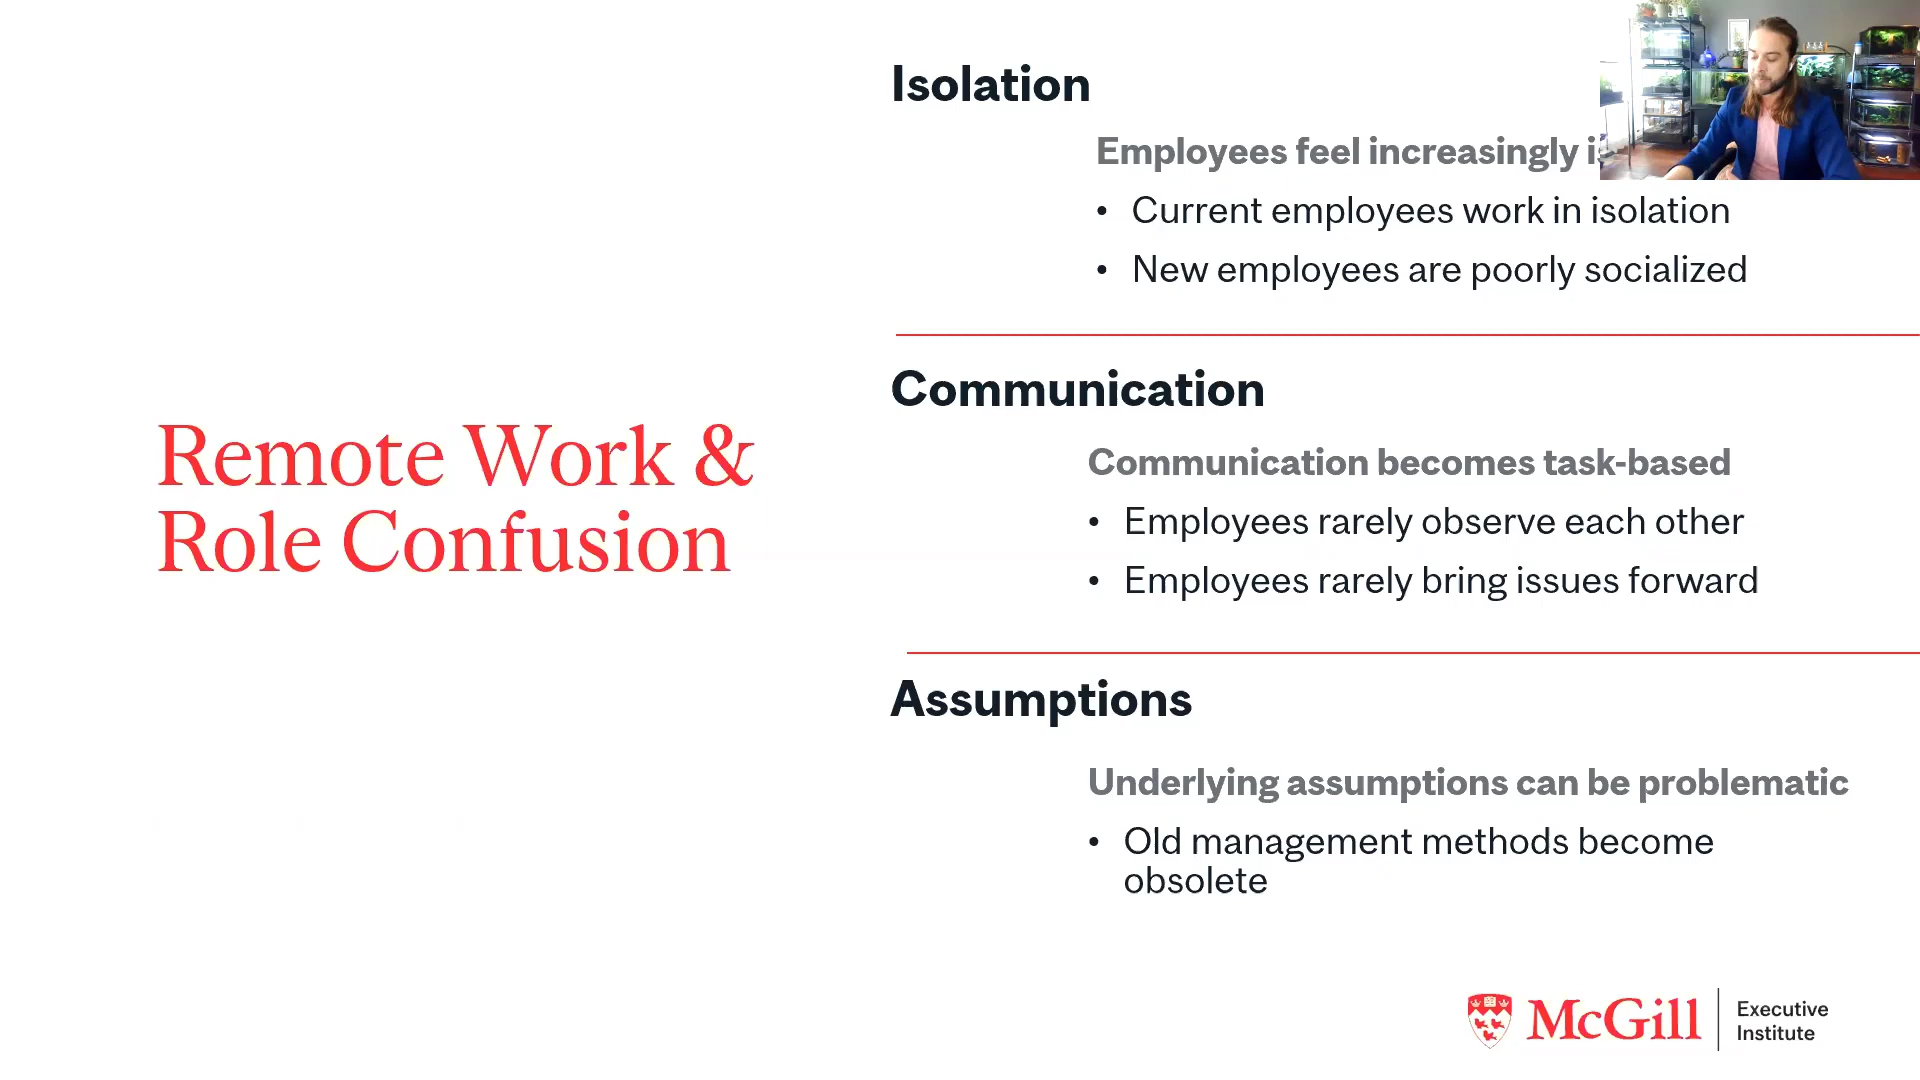 Isolation
Employees feel increasingly
• Current employees work in isolation
• New employees are poorly socialized
Remote Work &
Role Confusion
Communication
Communication becomes task-based
• Employees rarely observe each other
• Employees rarely bring issues forward
Assumptions
Underlying assumptions can be problematic
• Old management methods become
obsolete
McGill
Executive
Institute